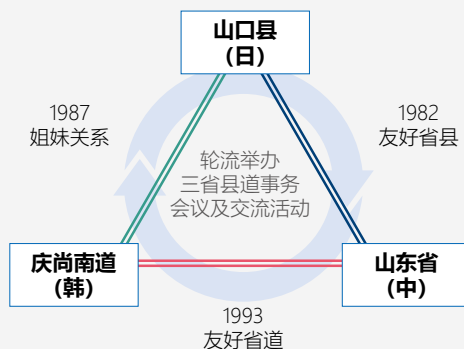 山口县
（日）
1987
姐妹关系
1982
友好省县
轮流举办
三省县道事务
会议及交流活动
庆尚南道
（韩）
山东省
（中）
1993
友好省道